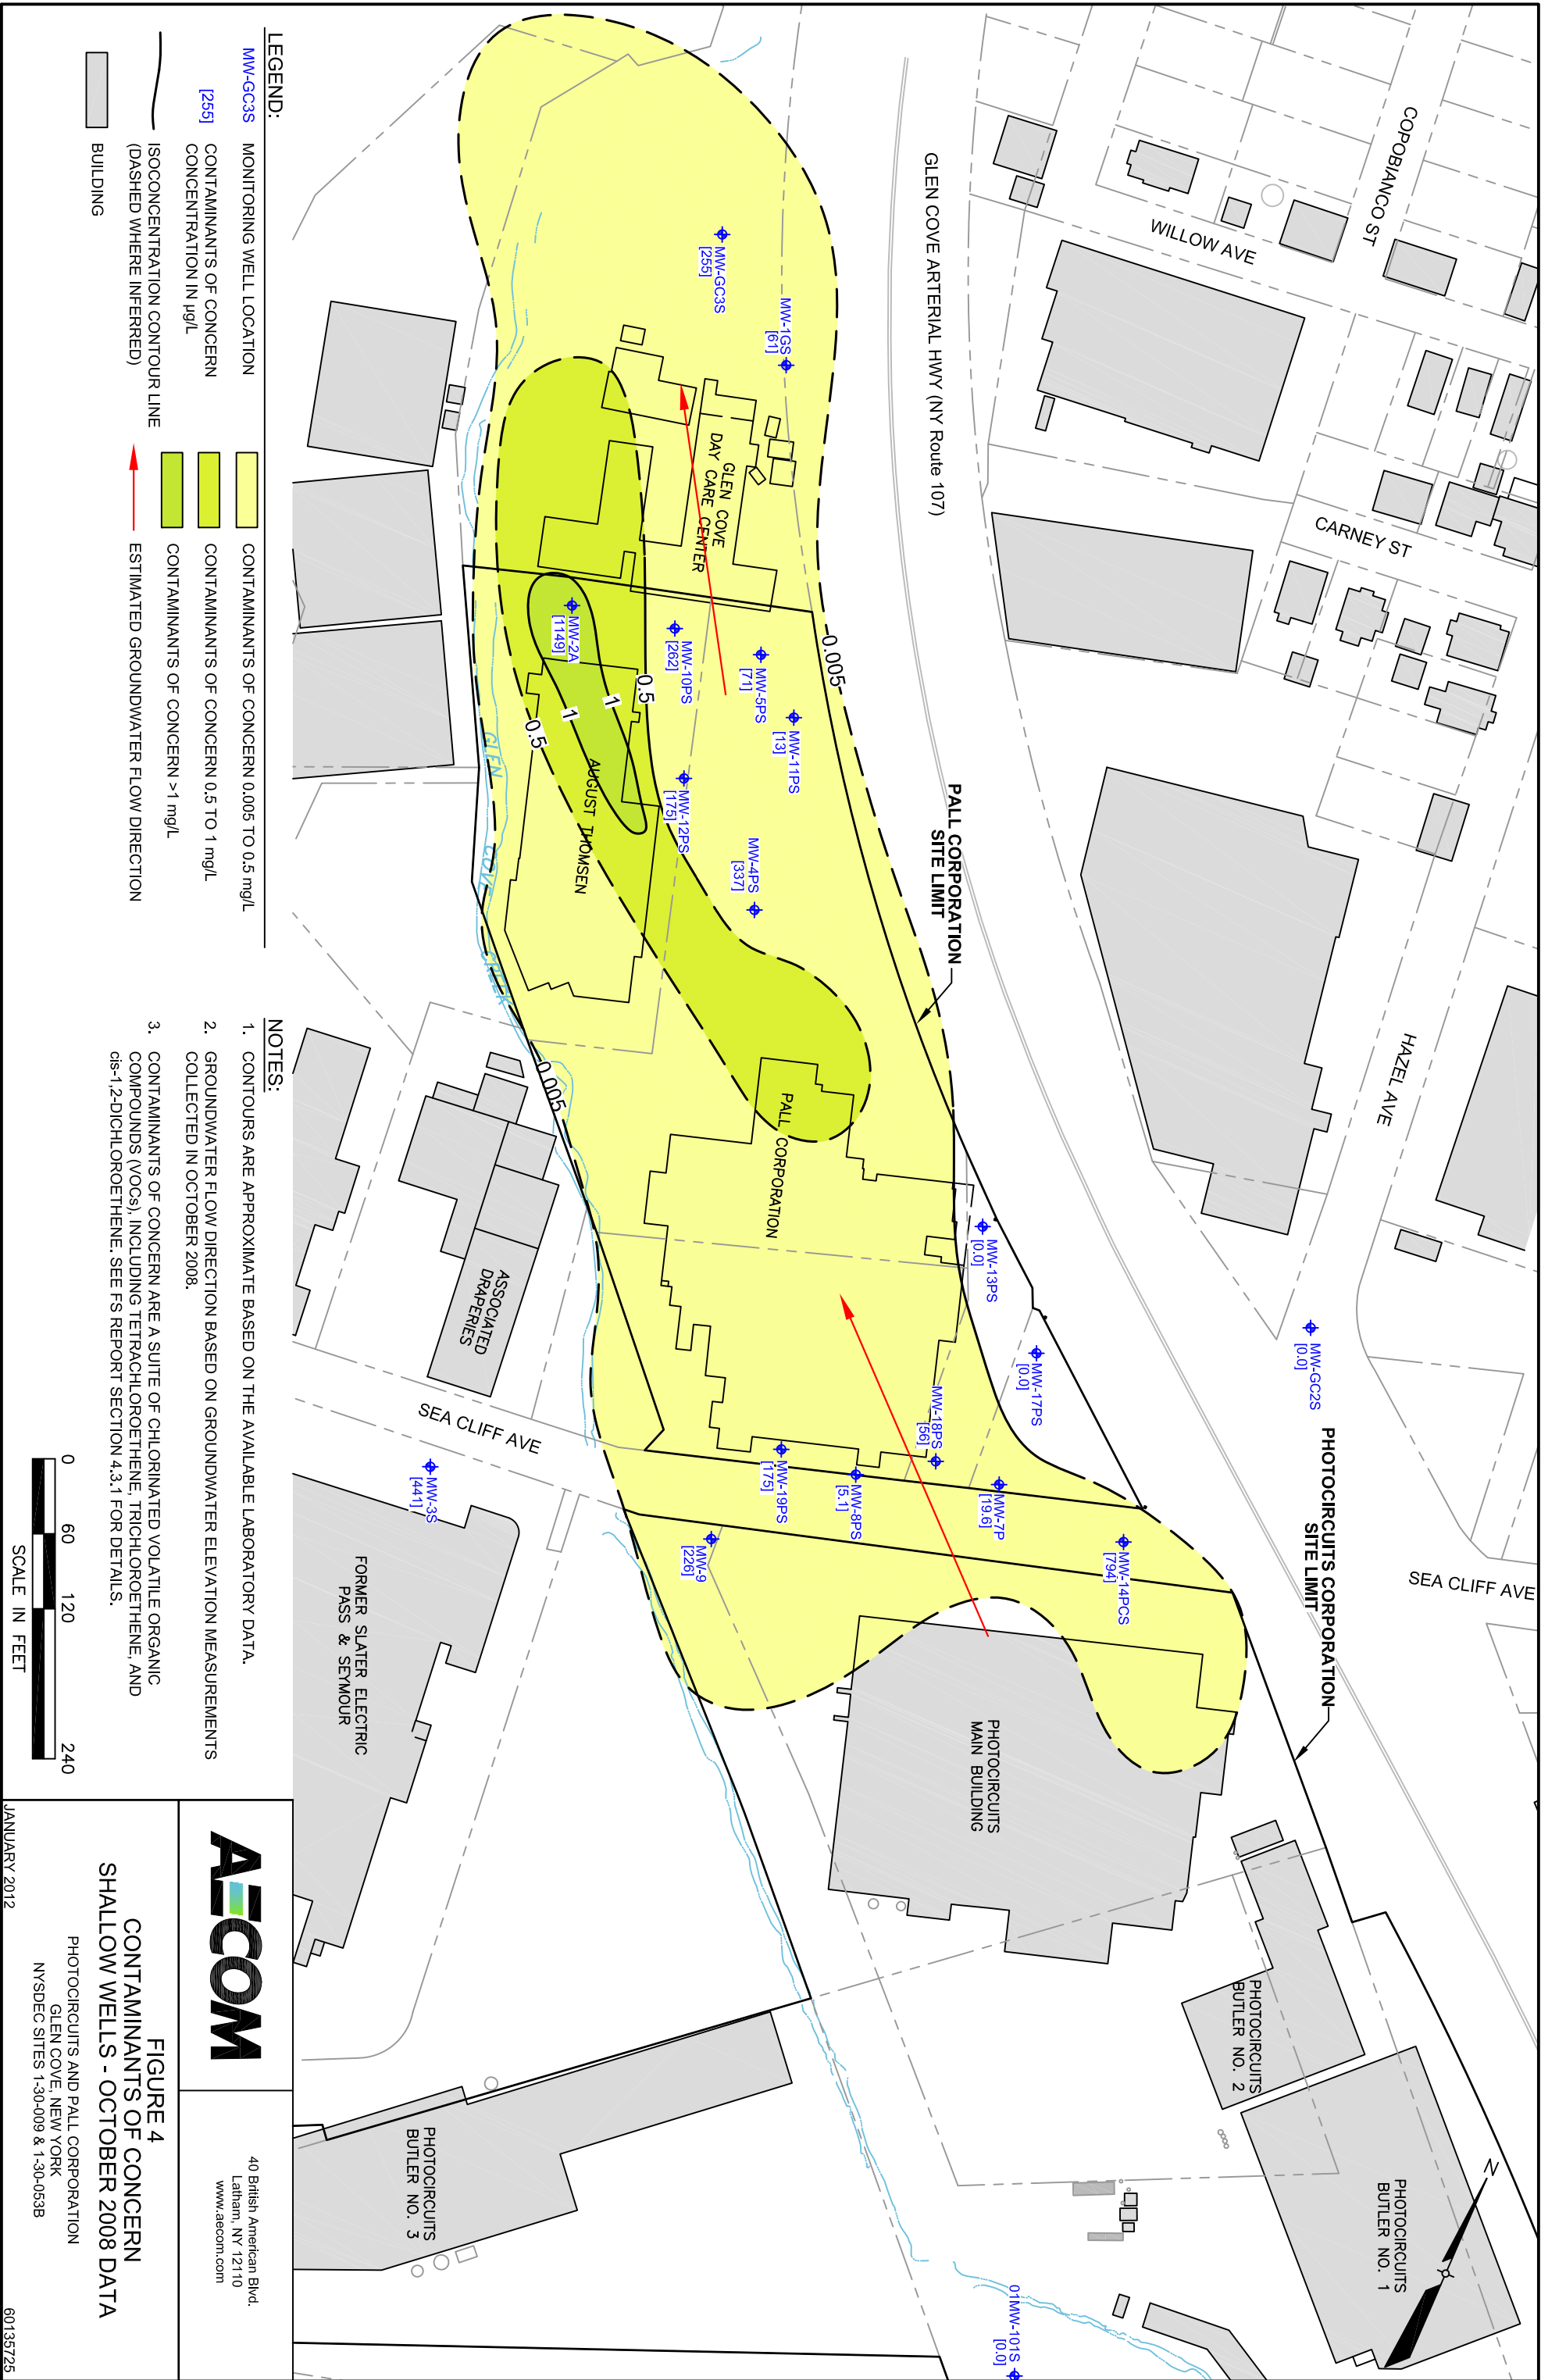 COPOBIANCO ST
WILLOW AVE
CARNEY ST
HAZEL AVE
SEA CLIFF AVE
GLEN COVE ARTERIAL HWY (NY Route 107)
PALL CORPORATION
SITE LIMIT
PHOTOCIRCUITS CORPORATION
SITE LIMIT
MW-GC3S
[255]
MW-1GS
[61]
GLEN COVE
DAY CARE CENTER
MW-2A
[1149]
MW-10PS
[262]
MW-5PS
[71]
MW-11PS
[13]
MW-12PS
[175]
MW-4PS
[337]
0.005
0.5
1
1
0.5
0.005
AUGUST THOMSEN
GLEN COVE CREEK
PALL CORPORATION
MW-13PS
[0.0]
MW-17PS
[0.0]
MW-GC2S
[0.0]
MW-18PS
[56]
MW-7P
[19.6]
MW-8PS
[5.1]
MW-19PS
[175]
MW-14PCS
[794]
MW-9
[226]
MW-3S
[441]
ASSOCIATED
DRAPERIES
SEA CLIFF AVE
FORMER SLATER ELECTRIC
PASS & SEYMOUR
PHOTOCIRCUITS
MAIN BUILDING
PHOTOCIRCUITS
BUTLER NO. 2
PHOTOCIRCUITS
BUTLER NO. 1
PHOTOCIRCUITS
BUTLER NO. 3
01MW-101S
[0.0]
N
LEGEND:
MW-GC3S MONITORING WELL LOCATION
[255] CONTAMINANTS OF CONCERN
CONCENTRATION IN µg/L
ISOCONCENTRATION CONTOUR LINE
(DASHED WHERE INFERRED)
BUILDING
CONTAMINANTS OF CONCERN 0.005 TO 0.5 mg/L
CONTAMINANTS OF CONCERN 0.5 TO 1 mg/L
CONTAMINANTS OF CONCERN >1 mg/L
ESTIMATED GROUNDWATER FLOW DIRECTION
NOTES:
1. CONTOURS ARE APPROXIMATE BASED ON THE AVAILABLE LABORATORY DATA.
2. GROUNDWATER FLOW DIRECTION BASED ON GROUNDWATER ELEVATION MEASUREMENTS
COLLECTED IN OCTOBER 2008.
3. CONTAMINANTS OF CONCERN ARE A SUITE OF CHLORINATED VOLATILE ORGANIC
COMPOUNDS (VOCs), INCLUDING TETRACHLOROETHENE, TRICHLOROETHENE, AND
cis-1,2-DICHLOROETHENE. SEE FS REPORT SECTION 4.3.1 FOR DETAILS.
0 60 120 240
SCALE IN FEET
AECOM
40 British American Blvd.
Latham, NY 12110
www.aecom.com
FIGURE 4
CONTAMINANTS OF CONCERN
SHALLOW WELLS - OCTOBER 2008 DATA
PHOTOCIRCUITS AND PALL CORPORATION
GLEN COVE, NEW YORK
NYSDEC SITES 1-30-009 & 1-30-053B
JANUARY 2012
60135725